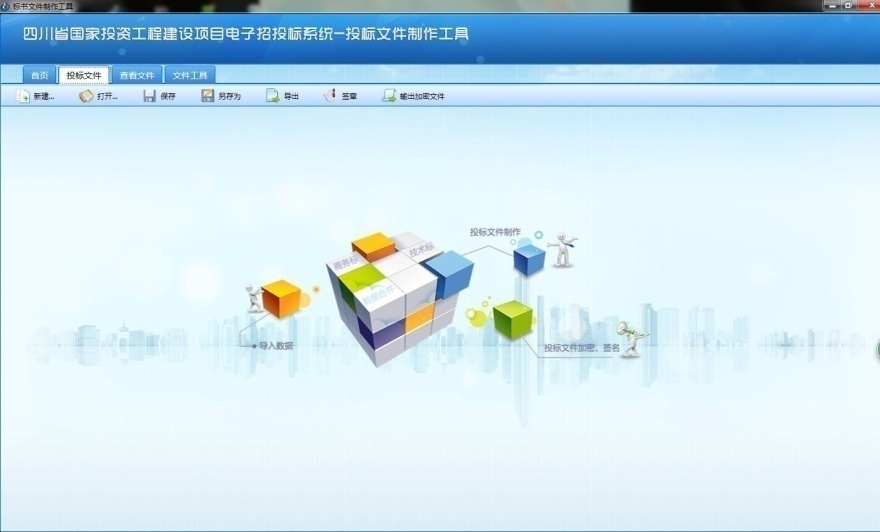 标书文件制作工具
四川省国家投资工程建设项目电子招投标系统-投标文件制作工具
首页 投标文件 查看文件 文件工具
新建... 打开... 保存 另存为 导出 签章 输出加密文件
投标文件制作
商务标 技术标
数据合并
导入数据
投标文件加密、签名